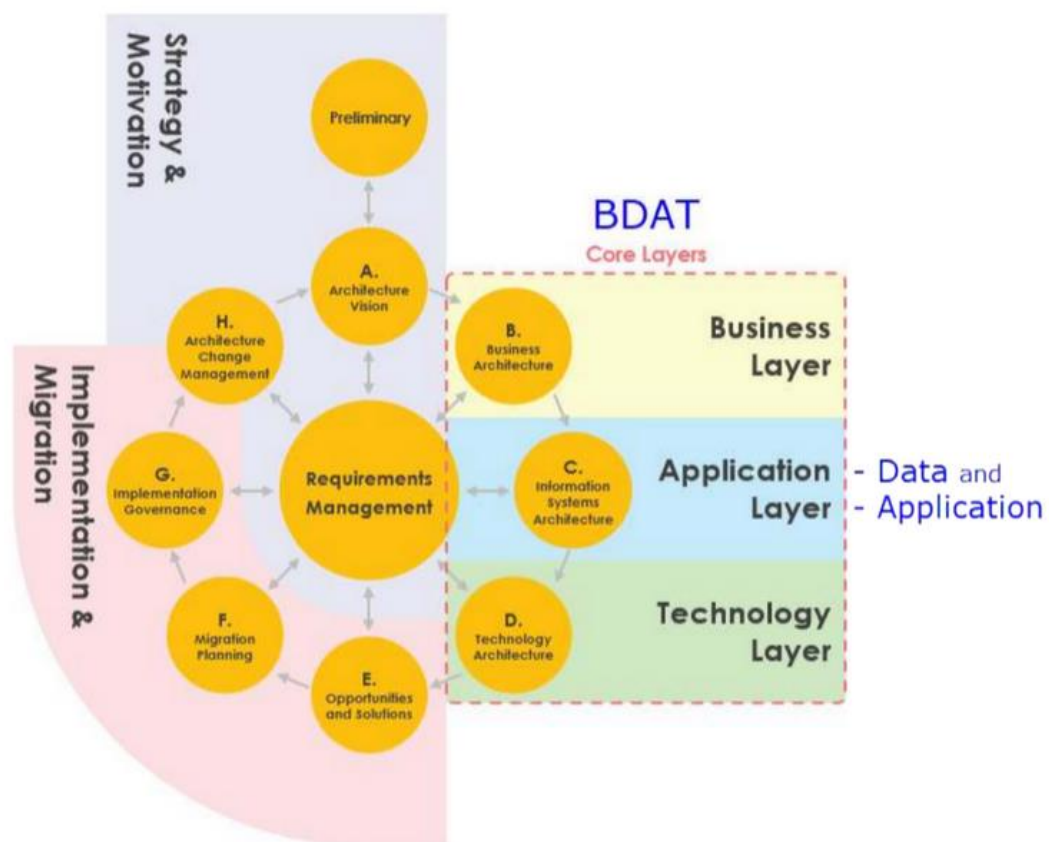 Strategy &
Motivation
Preliminary
BDAT
Core Layers
A.
Architecture
Vision
H.
Architecture
Change
Management
B.
Business
Architecture
Business
Layer
Implementation &
Migration
G.
Implementation
Governance
Requirements
Management
C.
Information
Systems
Architecture
Application
Layer
- Data and
- Application
F.
Migration
Planning
D.
Technology
Architecture
Technology
Layer
E.
Opportunities
and Solutions